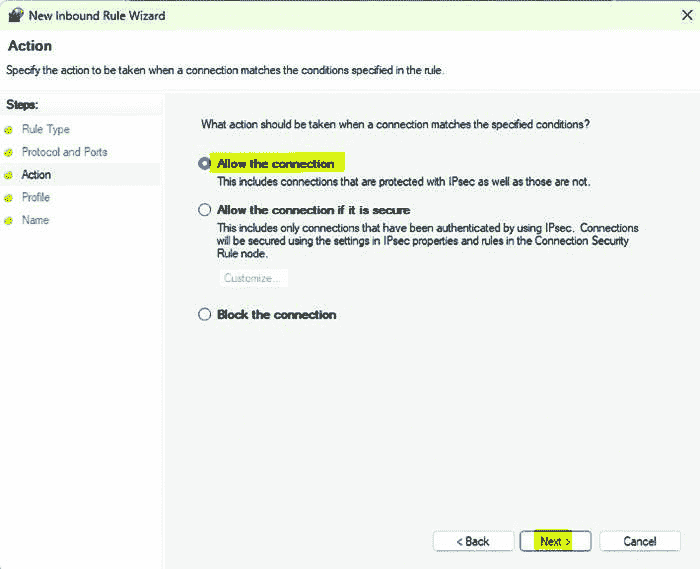 New Inbound Rule Wizard
Action
Specify the action to be taken when a connection matches the conditions specified in the rule.
Steps:
Rule Type
Protocol and Ports
Action
Profile
Name
What action should be taken when a connection matches the specified conditions?
Allow the connection
This includes connections that are protected with IPsec as well as those are not.
Allow the connection if it is secure
This includes only connections that have been authenticated by using IPsec. Connections
will be secured using the settings in IPsec properties and rules in the Connection Security
Rule node.
Customize...
Block the connection
< Back
Next >
Cancel